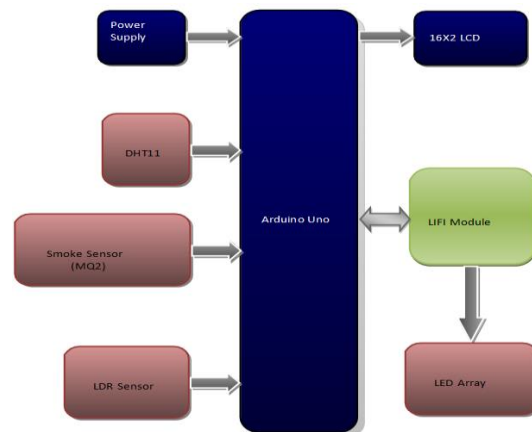 Power
Supply
16X2 LCD
DHT11
Arduino Uno
LIFI Module
Smoke Sensor
(MQ2)
LDR Sensor
LED Array